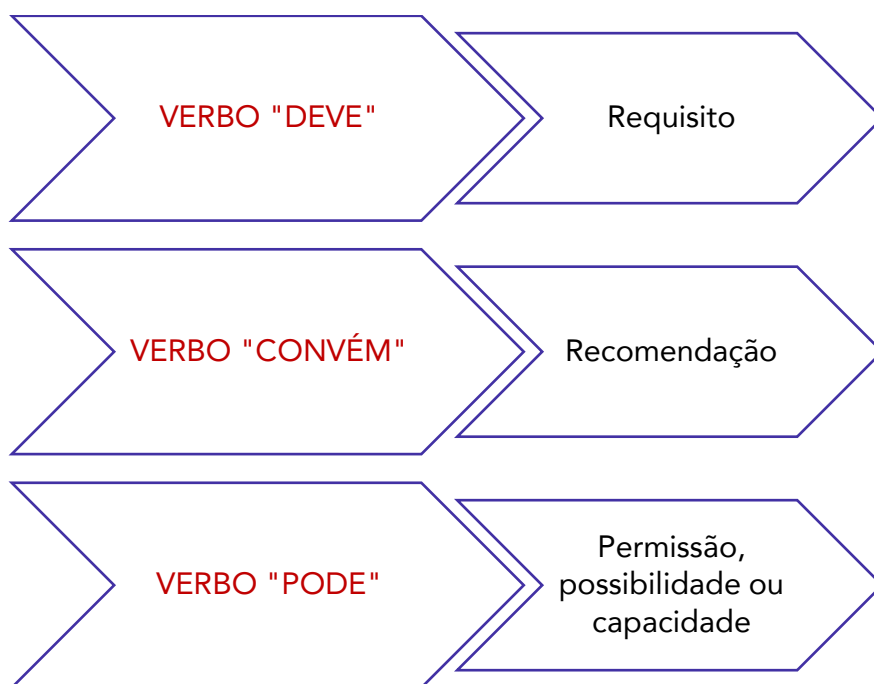 VERBO "DEVE"
Requisito
VERBO "CONVÉM"
Recomendação
VERBO "PODE"
Permissão,
possibilidade ou
capacidade